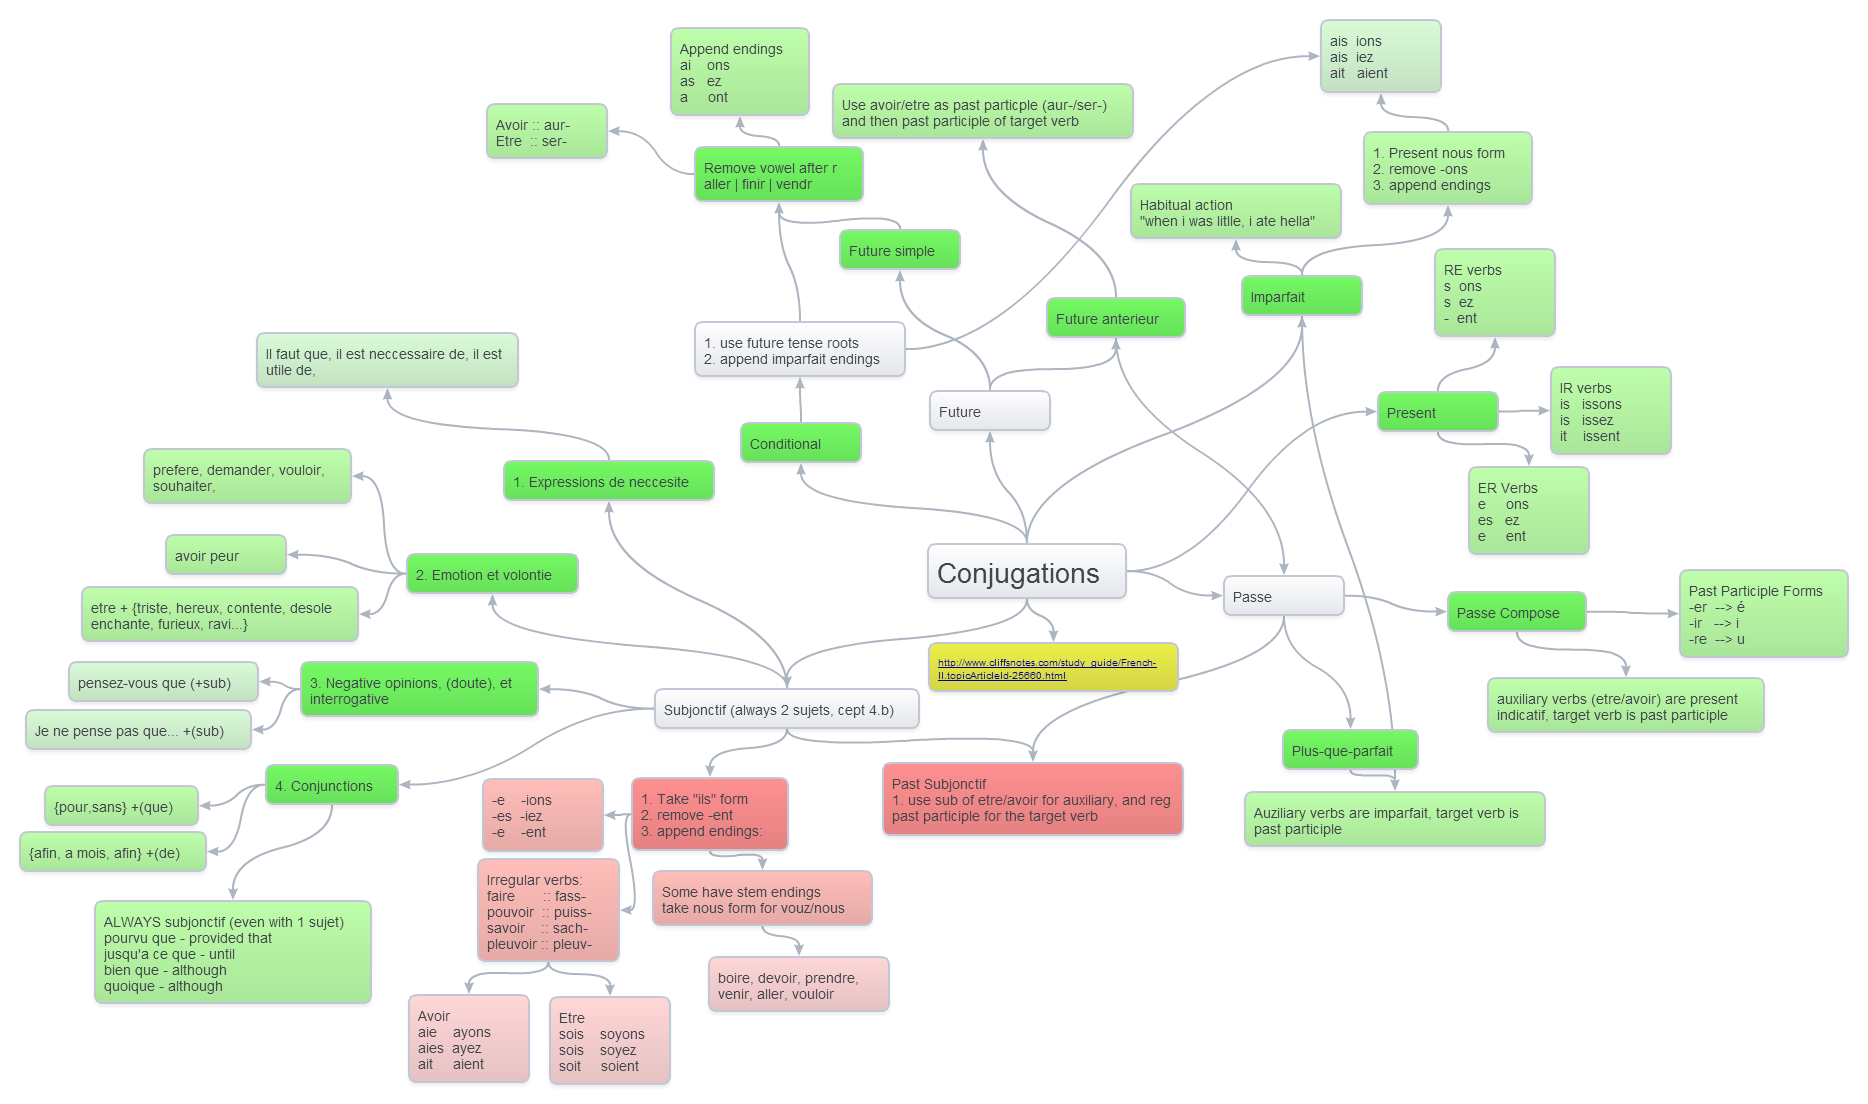 Append endings
ai ons
as ez
a ont
ais ions
ais iez
ait aient
Use avoir/etre as past particple (aur-/ser-)
and then past participle of target verb
Avoir :: aur-
Etre :: ser-
Remove vowel after r
aller | finir | vendr
1. Present nous form
2. remove -ons
3. append endings
Habitual action
"when i was litlle, i ate hella"
Future simple
RE verbs
s ons
s ez
- ent
Imparfait
Future anterieur
1. use future tense roots
2. append imparfait endings
Il faut que, il est neccessaire de, il est
utile de,
IR verbs
is issons
is issez
it issent
Future
Present
Conditional
prefere, demander, vouloir,
souhaiter,
1. Expressions de neccesite
ER Verbs
e ons
es ez
e ent
avoir peur
2. Emotion et volontie
Conjugations
Passe
Passe Compose
Past Participle Forms
-er --> é
-ir --> i
-re --> u
etre + {triste, hereux, contente, desole
enchante, furieux, ravi...}
http://www.cliffsnotes.com/study_guide/French-
II.topicArticleId-25660.html
pensez-vous que (+sub)
3. Negative opinions, (doute), et
interrogative
Je ne pense pas que... +(sub)
Subjonctif (always 2 sujets, cept 4.b)
auxiliary verbs (etre/avoir) are present
indicatif, target verb is past participle
Plus-que-parfait
4. Conjunctions
{pour,sans} +(que)
{afin, a mois, afin} +(de)
-e -ions
-es -iez
-e -ent
1. Take "ils" form
2. remove -ent
3. append endings:
Past Subjonctif
1. use sub of etre/avoir for auxiliary, and reg
past participle for the target verb
Auziliary verbs are imparfait, target verb is
past participle
Irregular verbs:
faire :: fass-
pouvoir :: puiss-
savoir :: sach-
pleuvoir :: pleuv-
Some have stem endings
take nous form for vouz/nous
ALWAYS subjonctif (even with 1 sujet)
pourvu que - provided that
jusqu'a ce que - until
bien que - although
quoique - although
boire, devoir, prendre,
venir, aller, vouloir
Avoir
aie ayons
aies ayez
ait aient
Etre
sois soyons
sois soyez
soit soient